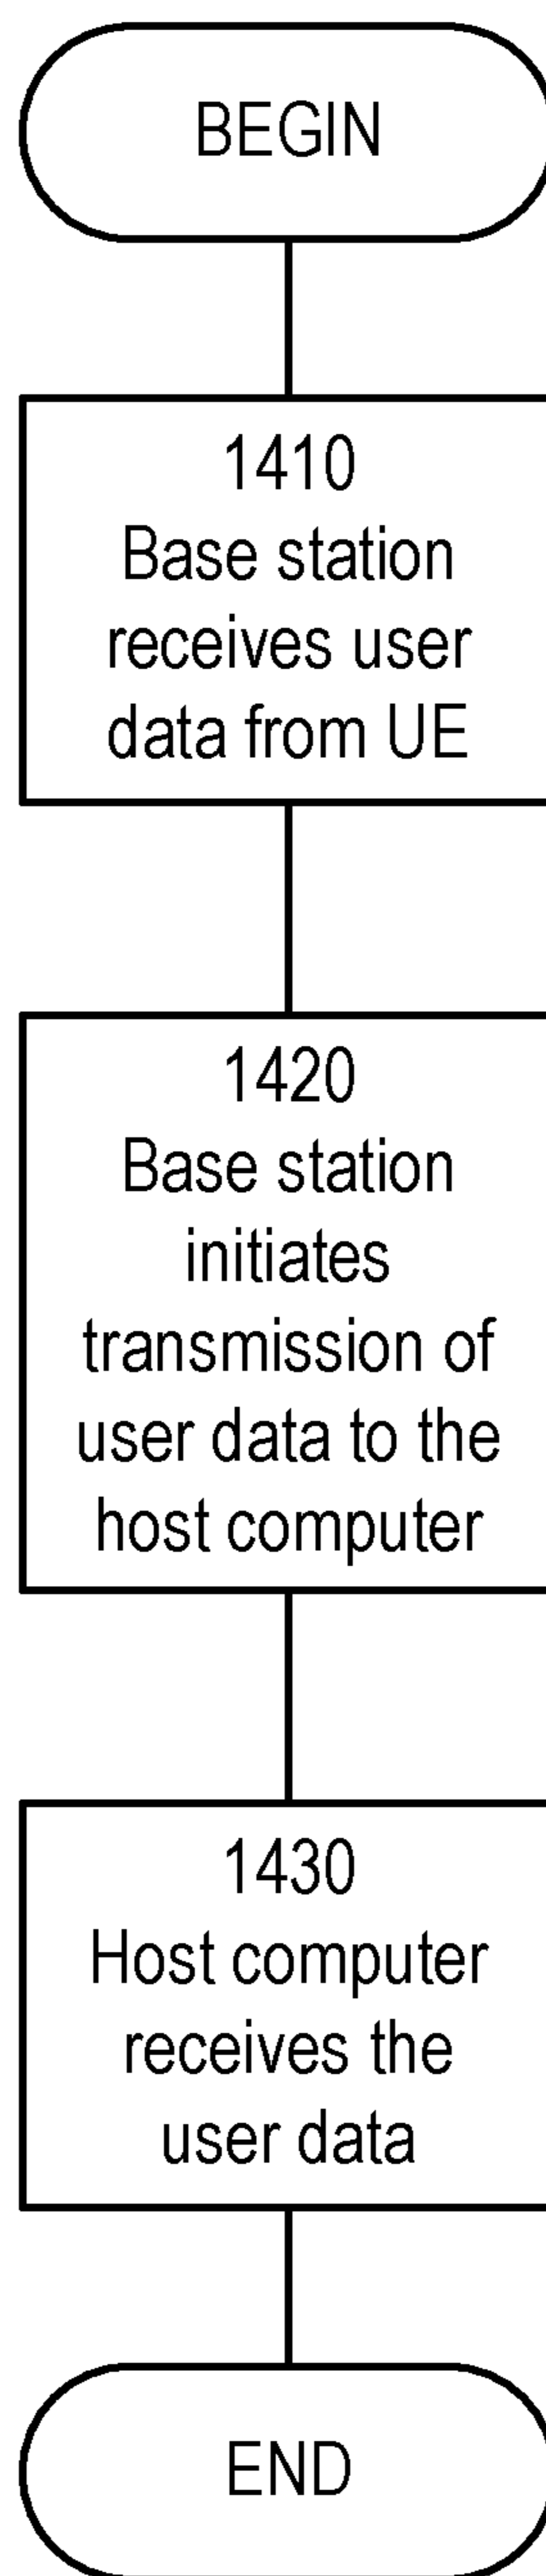 BEGIN
1410
Base station
receives user
data from UE
1420
Base station
initiates
transmission of
user data to the
host computer
1430
Host computer
receives the
user data
END